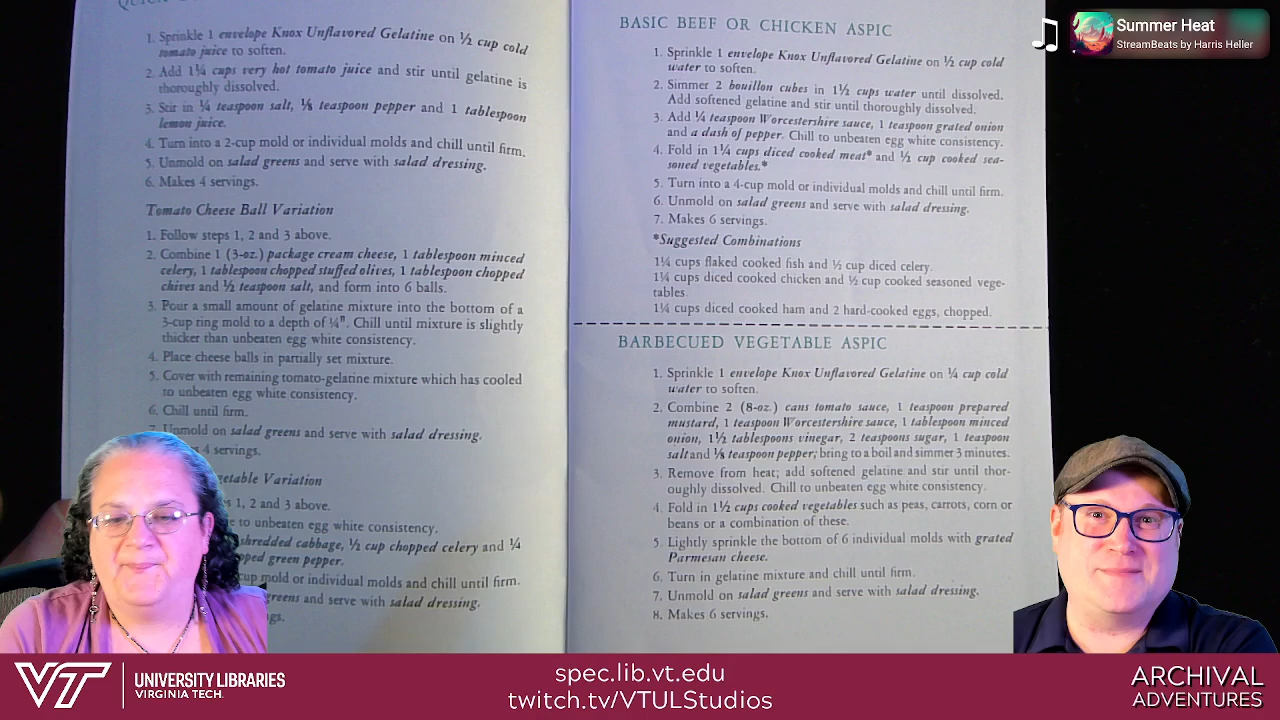 QUICK
1. Sprinkle 1 envelope Knox Unflavored Gelatine on ½ cup cold
tomato juice to soften.
2. Add 1¼ cups very hot tomato juice and stir until gelatine is
thoroughly dissolved.
3. Stir in ¼ teaspoon salt, ⅛ teaspoon pepper and 1 tablespoon
lemon juice.
4. Turn into a 2-cup mold or individual molds and chill until firm.
5. Unmold on salad greens and serve with salad dressing.
6. Makes 4 servings.
Tomato Cheese Ball Variation
1. Follow steps 1, 2 and 3 above.
2. Combine 1 (3-oz.) package cream cheese, 1 tablespoon minced
celery, 1 tablespoon chopped stuffed olives, 1 tablespoon chopped
chives and ½ teaspoon salt, and form into 6 balls.
3. Pour a small amount of gelatine mixture into the bottom of a
3-cup ring mold to a depth of ¼". Chill until mixture is slightly
thicker than unbeaten egg white consistency.
4. Place cheese balls in partially set mixture.
5. Cover with remaining tomato-gelatine mixture which has cooled
to unbeaten egg white consistency.
6. Chill until firm.
7. Unmold on salad greens and serve with salad dressing.
4 servings.
getable Variation
s 1, 2 and 3 above.
to unbeaten egg white consistency.
shredded cabbage, ½ cup chopped celery and ¼
pped green pepper.
cup mold or individual molds and chill until firm.
greens and serve with salad dressing.
gs.
BASIC BEEF OR CHICKEN ASPIC
1. Sprinkle 1 envelope Knox Unflavored Gelatine on ½ cup cold
water to soften.
2. Simmer 2 bouillon cubes in 1½ cups water until dissolved.
Add softened gelatine and stir until thoroughly dissolved.
3. Add ¼ teaspoon Worcestershire sauce, 1 teaspoon grated onion
and a dash of pepper. Chill to unbeaten egg white consistency.
4. Fold in 1¼ cups diced cooked meat* and ½ cup cooked sea-
soned vegetables.*
5. Turn into a 4-cup mold or individual molds and chill until firm.
6. Unmold on salad greens and serve with salad dressing.
7. Makes 6 servings.
*Suggested Combinations
1¼ cups flaked cooked fish and ½ cup diced celery.
1¼ cups diced cooked chicken and ½ cup cooked seasoned vege-
tables.
1¼ cups diced cooked ham and 2 hard-cooked eggs, chopped.
BARBECUED VEGETABLE ASPIC
1. Sprinkle 1 envelope Knox Unflavored Gelatine on ¼ cup cold
water to soften.
2. Combine 2 (8-oz.) cans tomato sauce, 1 teaspoon prepared
mustard, 1 teaspoon Worcestershire sauce, 1 tablespoon minced
onion, 1½ tablespoons vinegar, 2 teaspoons sugar, 1 teaspoon
salt and ⅛ teaspoon pepper; bring to a boil and simmer 3 minutes.
3. Remove from heat; add softened gelatine and stir until thor-
oughly dissolved. Chill to unbeaten egg white consistency.
4. Fold in 1½ cups cooked vegetables such as peas, carrots, corn or
beans or a combination of these.
5. Lightly sprinkle the bottom of 6 individual molds with grated
Parmesan cheese.
6. Turn in gelatine mixture and chill until firm.
7. Unmold on salad greens and serve with salad dressing.
8. Makes 6 servings.
Summer Heat
StreamBeats by Harris Heller
VT
UNIVERSITY LIBRARIES
VIRGINIA TECH.
spec.lib.vt.edu
twitch.tv/VTULStudios
ARCHIVAL
ADVENTURES